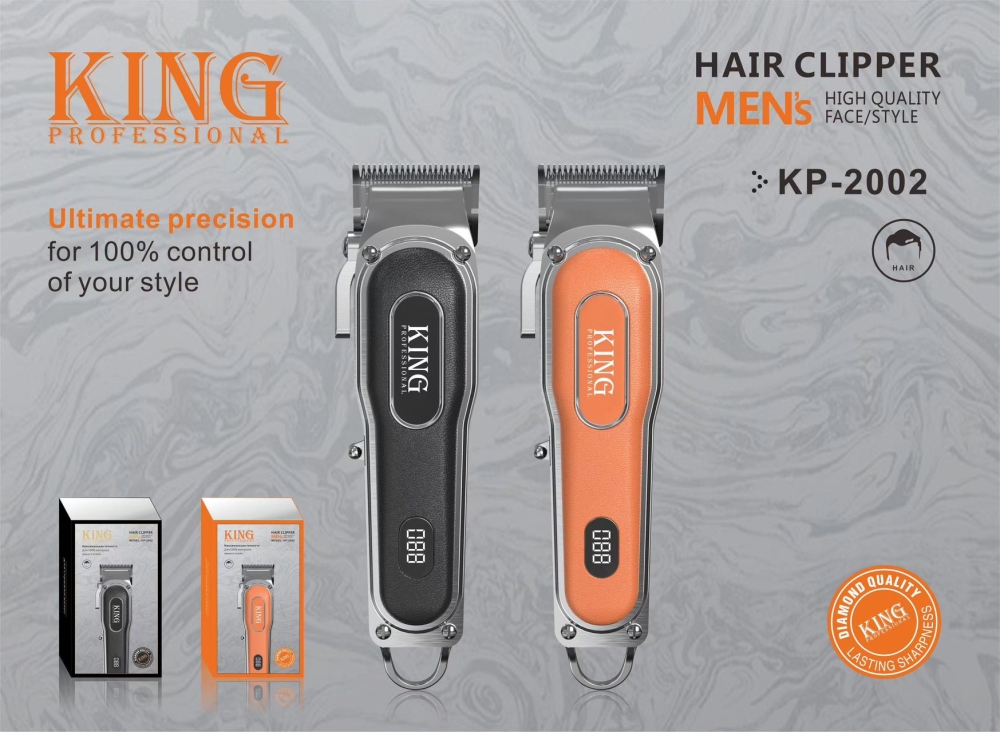 KING
PROFESSIONAL
HAIR CLIPPER
MEN's
HIGH QUALITY
FACE/STYLE
KP-2002
HAIR
Ultimate precision
for 100% control
of your style
KING
PROFESSIONAL
088
KING
PROFESSIONAL
088
KING
HAIR CLIPPER
KING
KING
HAIR CLIPPER
KING
DIAMOND QUALITY
KING
PROFESSIONAL
LASTING SHARPNESS